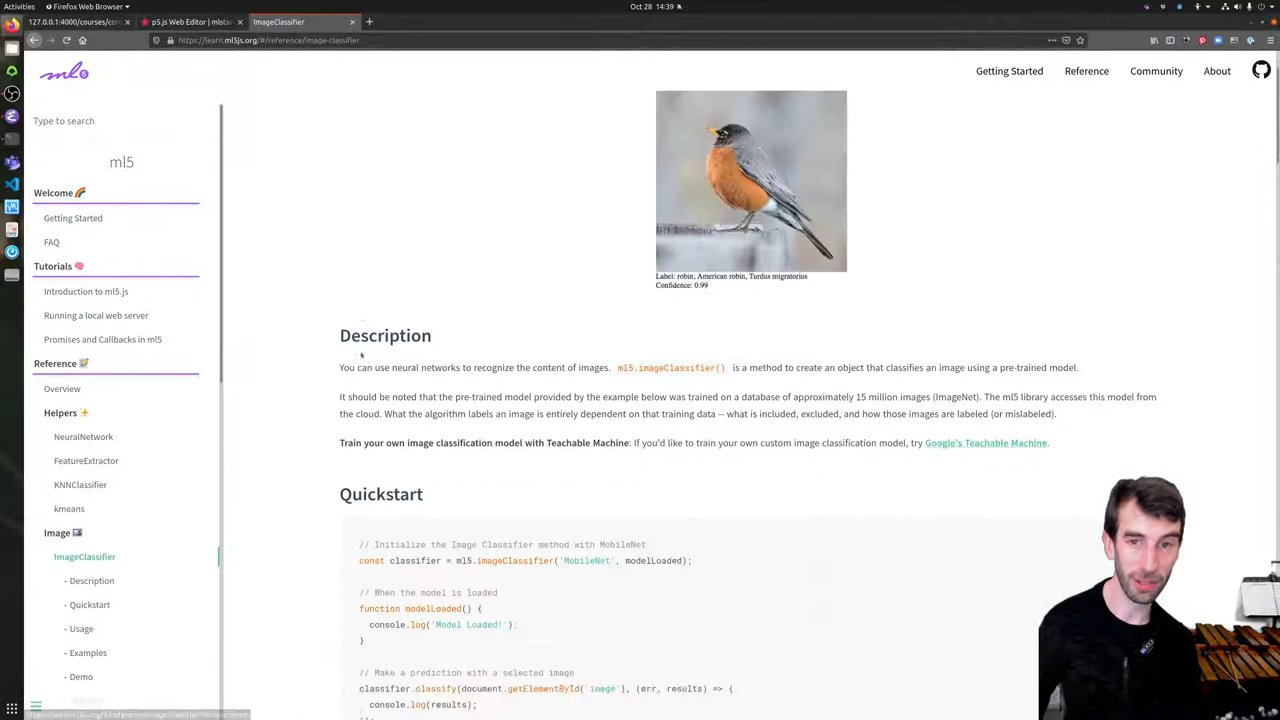 Activities
Firefox Web Browser
Oct 28 14:39
127.0.0.1:4000/courses/con
p5.js Web Editor | mlsta
ImageClassifier
https://learn.ml5js.org/#/reference/image-classifier
ml5
Getting Started
Reference
Community
About
Type to search
ml5
Welcome 🌈
Getting Started
FAQ
Tutorials 🧠
Introduction to ml5.js
Running a local web server
Promises and Callbacks in ml5
Reference 📝
Overview
Helpers ✨
NeuralNetwork
FeatureExtractor
KNNClassifier
kmeans
Image 🖼
ImageClassifier
- Description
- Quickstart
- Usage
- Examples
- Demo
Label: robin, American robin, Turdus migratorius
Confidence: 0.99
Description
You can use neural networks to recognize the content of images. ml5.imageClassifier() is a method to create an object that classifies an image using a pre-trained model.
It should be noted that the pre-trained model provided by the example below was trained on a database of approximately 15 million images (ImageNet). The ml5 library accesses this model from
the cloud. What the algorithm labels an image is entirely dependent on that training data -- what is included, excluded, and how those images are labeled (or mislabeled).
Train your own image classification model with Teachable Machine: If you'd like to train your own custom image classification model, try Google's Teachable Machine.
Quickstart
// Initialize the Image Classifier method with MobileNet
const classifier = ml5.imageClassifier('MobileNet', modelLoaded);
// When the model is loaded
function modelLoaded() {
console.log('Model Loaded!');
}
// Make a prediction with a selected image
classifier.classify(document.getElementById('image'), (err, results) => {
console.log(results);
});